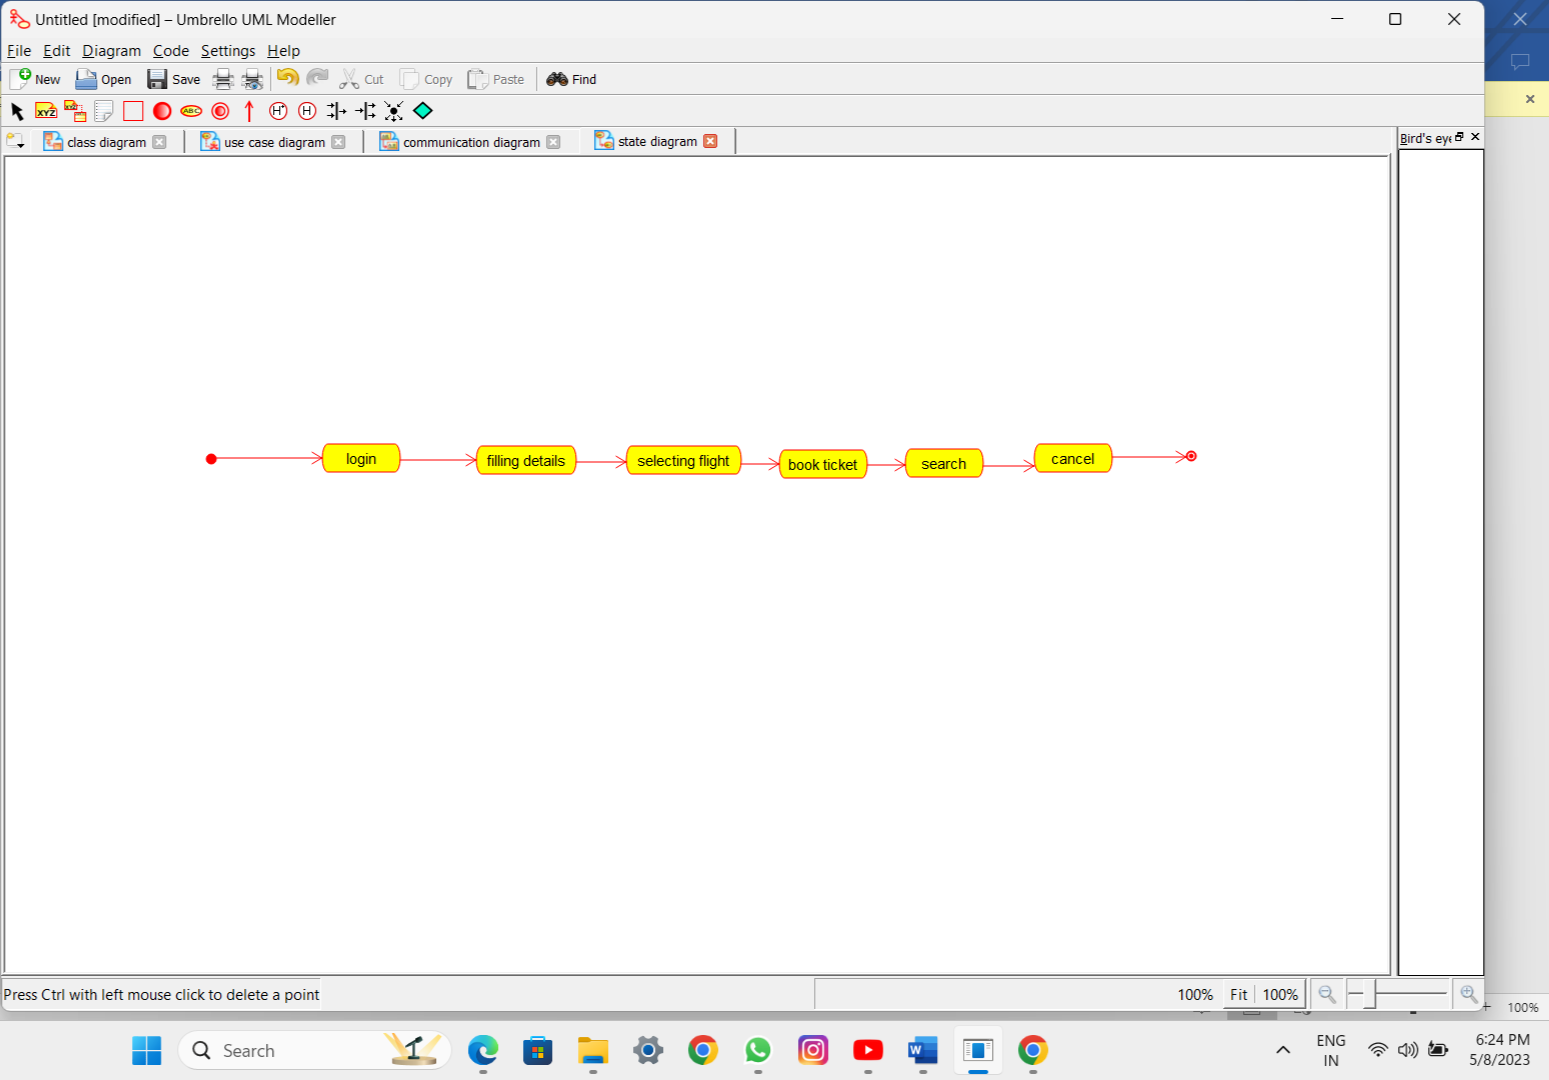 Untitled [modified] – Umbrello UML Modeller
File Edit Diagram Code Settings Help
New Open Save Cut Copy Paste Find
XYZ XYZ ABC H* H
class diagram use case diagram communication diagram state diagram
Bird's eye
login filling details selecting flight book ticket search cancel
Press Ctrl with left mouse click to delete a point
100% Fit 100%
100%
Search
ENG
IN
6:24 PM
5/8/2023